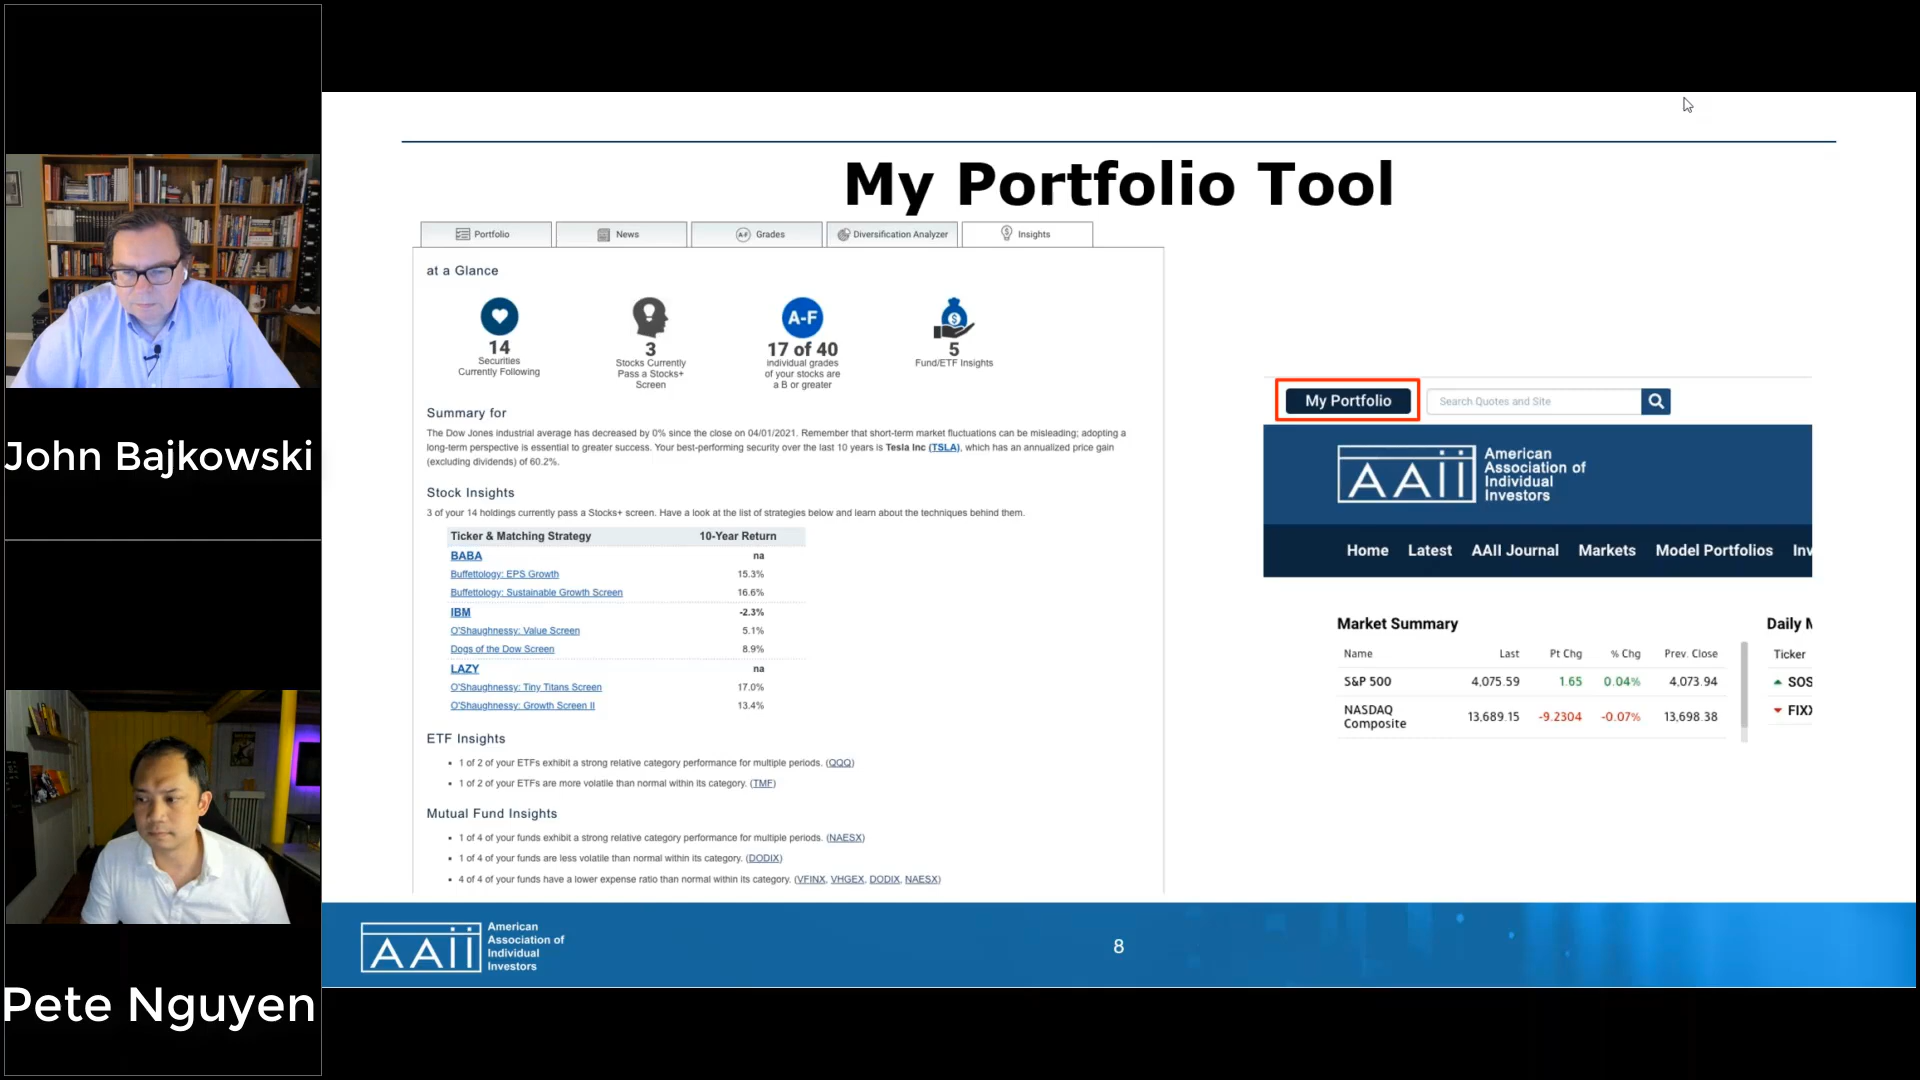 John Bajkowski
Pete Nguyen
My Portfolio Tool
Portfolio
News
A-F Grades
Diversification Analyzer
Insights
at a Glance
14
Securities
Currently Following
3
Stocks Currently
Pass a Stocks+
Screen
A-F
17 of 40
individual grades
of your stocks are
a B or greater
5
Fund/ETF Insights
Summary for
The Dow Jones industrial average has decreased by 0% since the close on 04/01/2021. Remember that short-term market fluctuations can be misleading; adopting a
long-term perspective is essential to greater success. Your best-performing security over the last 10 years is Tesla Inc (TSLA), which has an annualized price gain
(excluding dividends) of 60.2%.
Stock Insights
3 of your 14 holdings currently pass a Stocks+ screen. Have a look at the list of strategies below and learn about the techniques behind them.
Ticker & Matching Strategy 10-Year Return
BABA na
Buffettology: EPS Growth 15.3%
Buffettology: Sustainable Growth Screen 16.6%
IBM -2.3%
O'Shaughnessy: Value Screen 5.1%
Dogs of the Dow Screen 8.9%
LAZY na
O'Shaughnessy: Tiny Titans Screen 17.0%
O'Shaughnessy: Growth Screen II 13.4%
ETF Insights
• 1 of 2 of your ETFs exhibit a strong relative category performance for multiple periods. (QQQ)
• 1 of 2 of your ETFs are more volatile than normal within its category. (TMF)
Mutual Fund Insights
• 1 of 4 of your funds exhibit a strong relative category performance for multiple periods. (NAESX)
• 1 of 4 of your funds are less volatile than normal within its category. (DODIX)
• 4 of 4 of your funds have a lower expense ratio than normal within its category. (VFINX, VHGEX, DODIX, NAESX)
My Portfolio
Search Quotes and Site
AAII
American
Association of
Individual
Investors
Home Latest AAII Journal Markets Model Portfolios Inv
Market Summary
Name Last Pt Chg % Chg Prev. Close
S&P 500 4,075.59 1.65 0.04% 4,073.94
NASDAQ
Composite 13,689.15 -9.2304 -0.07% 13,698.38
Daily M
Ticker
SOS
FIXX
AAII
American
Association of
Individual
Investors
8